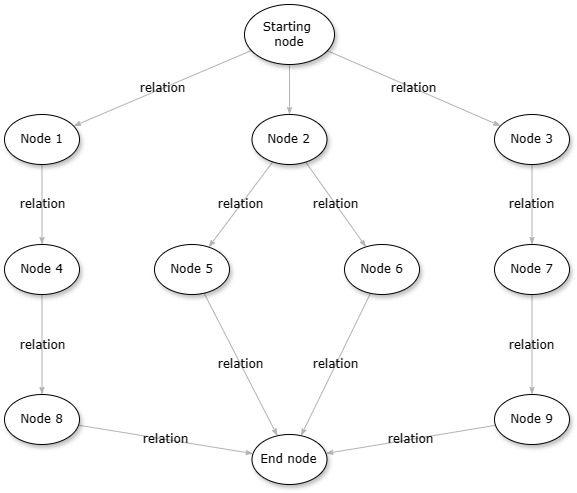 Starting
node
relation
relation
Node 1
Node 2
Node 3
relation
relation
relation
relation
Node 4
Node 5
Node 6
Node 7
relation
relation
relation
relation
Node 8
Node 9
relation
relation
End node